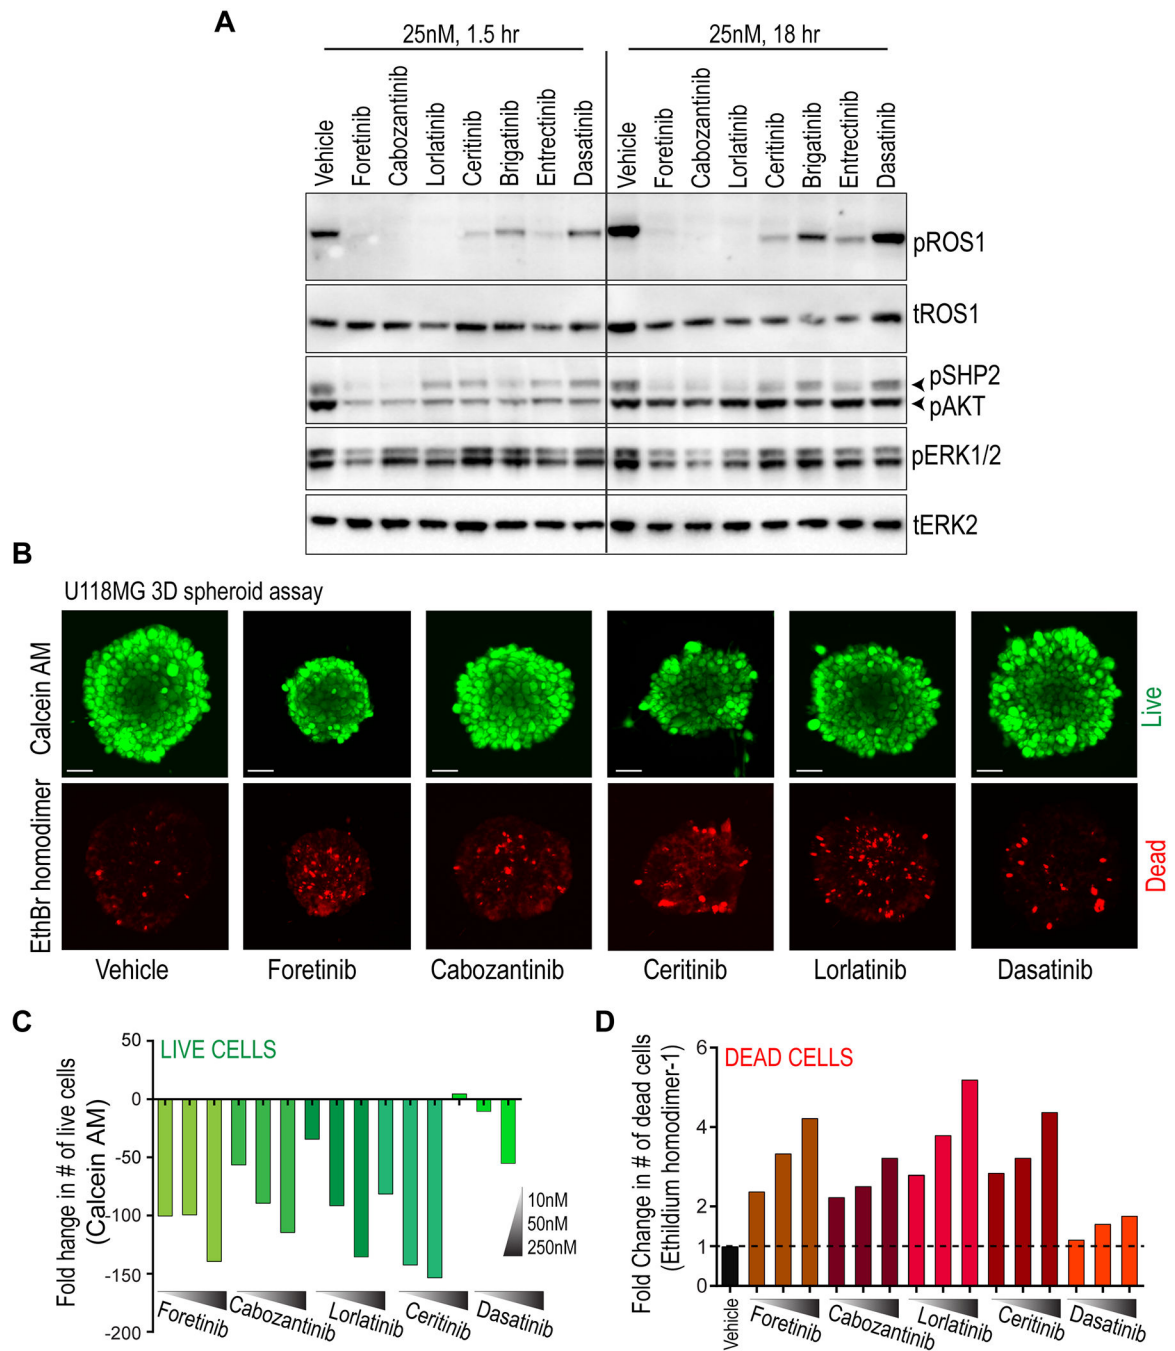 A
25nM, 1.5 hr
25nM, 18 hr
Vehicle
Foretinib
Cabozantinib
Lorlatinib
Ceritinib
Brigatinib
Entrectinib
Dasatinib
Vehicle
Foretinib
Cabozantinib
Lorlatinib
Ceritinib
Brigatinib
Entrectinib
Dasatinib
pROS1
tROS1
pSHP2
pAKT
pERK1/2
tERK2
B
U118MG 3D spheroid assay
Calcein AM
Live
EthBr homodimer
Dead
Vehicle
Foretinib
Cabozantinib
Ceritinib
Lorlatinib
Dasatinib
C
LIVE CELLS
Fold hange in # of live cells
(Calcein AM)
50
0
-50
-100
-150
-200
10nM
50nM
250nM
Foretinib
Cabozantinib
Lorlatinib
Ceritinib
Dasatinib
D
DEAD CELLS
Fold Change in # of dead cells
(Ethildium homodimer-1)
6
4
2
1
0
Vehicle
Foretinib
Cabozantinib
Lorlatinib
Ceritinib
Dasatinib